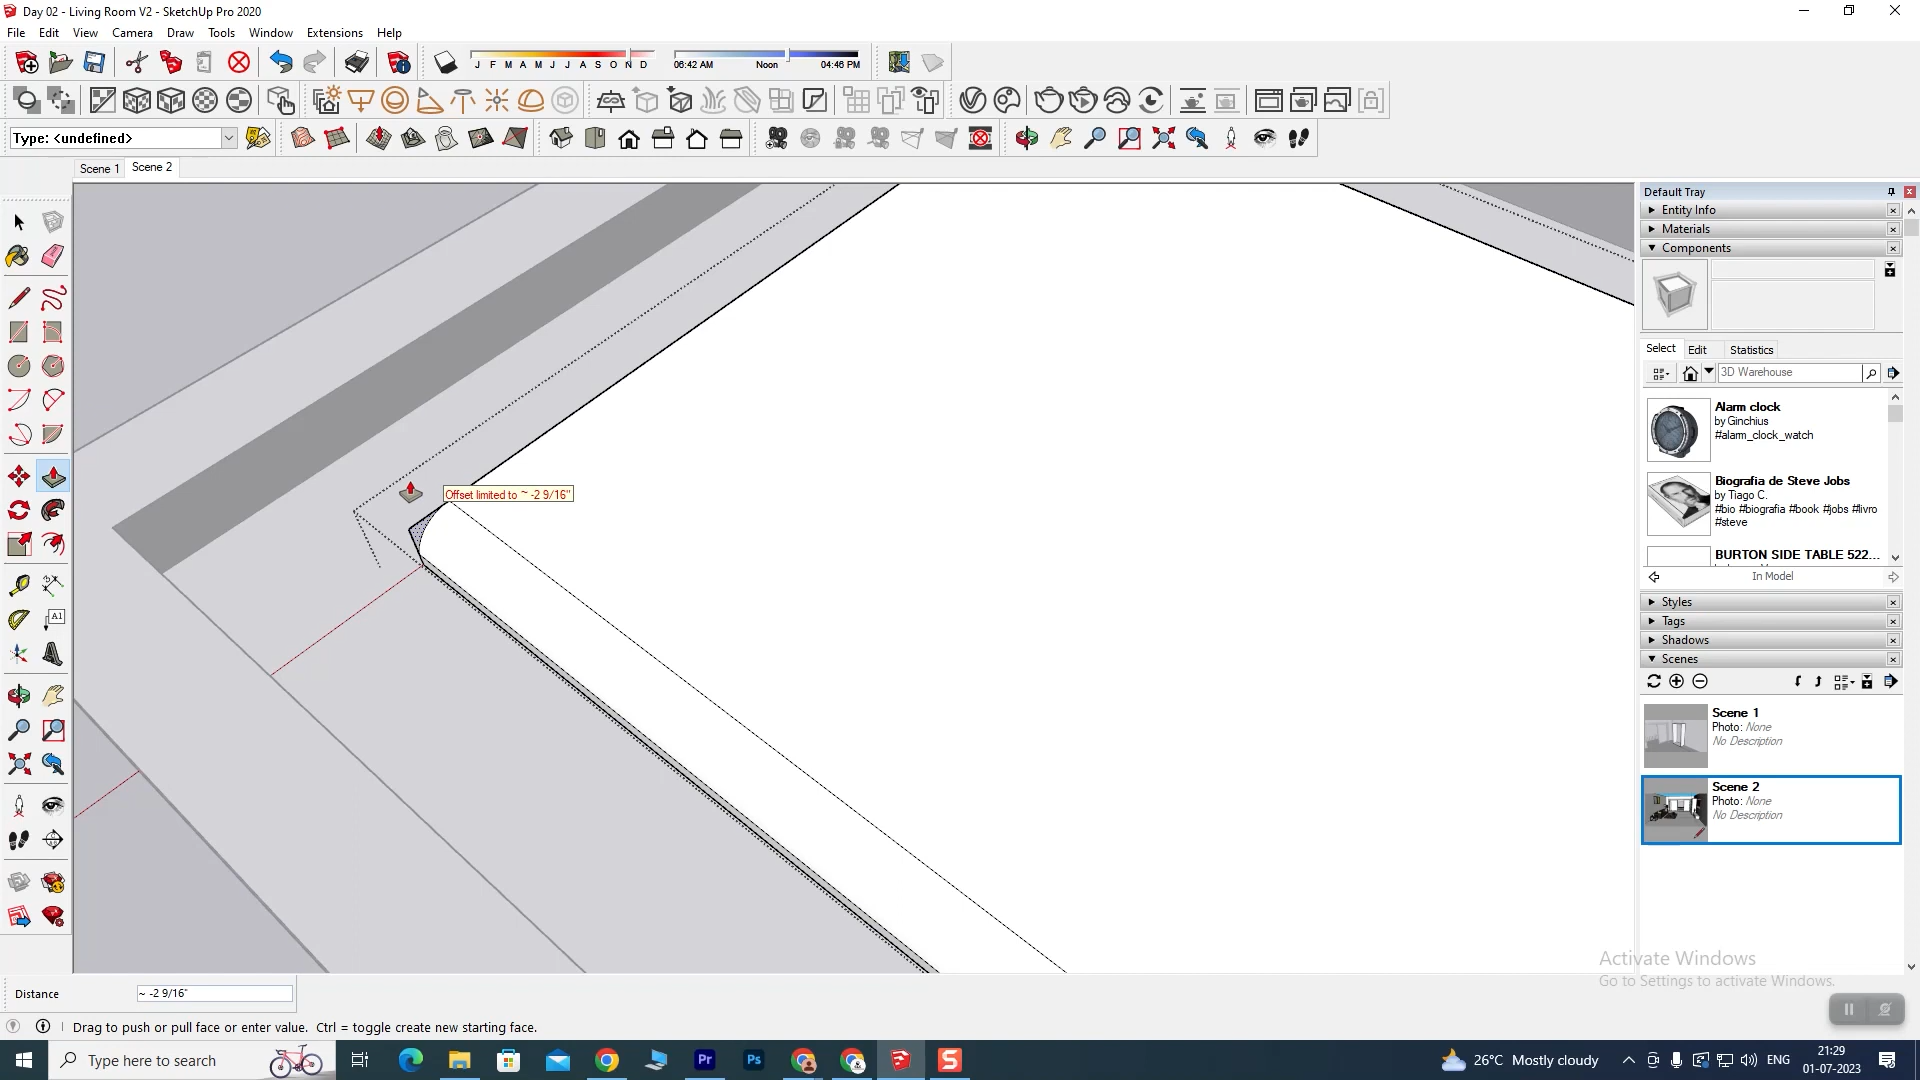 Day 02 - Living Room V2 - SketchUp Pro 2020
File Edit View Camera Draw Tools Window Extensions Help
J F M A M J J A S O N D
06:42 AM Noon 04:46 PM
Type: <undefined>
Scene 1 Scene 2
Default Tray
Entity Info
Materials
Components
Select Edit Statistics
3D Warehouse
Alarm clock
by Ginchius
#alarm_clock_watch
Biografia de Steve Jobs
by Tiago C.
#bio #biografia #book #jobs #livro
#steve
BURTON SIDE TABLE 522...
In Model
Styles
Tags
Shadows
Scenes
Scene 1
Photo: None
No Description
Scene 2
Photo: None
No Description
Offset limited to ~ -2 9/16"
A1
Activate Windows
Go to Settings to activate Windows.
Distance ~ -2 9/16"
Drag to push or pull face or enter value. Ctrl = toggle create new starting face.
Type here to search
Pr
Ps
S
26°C Mostly cloudy
ENG
21:29
01-07-2023